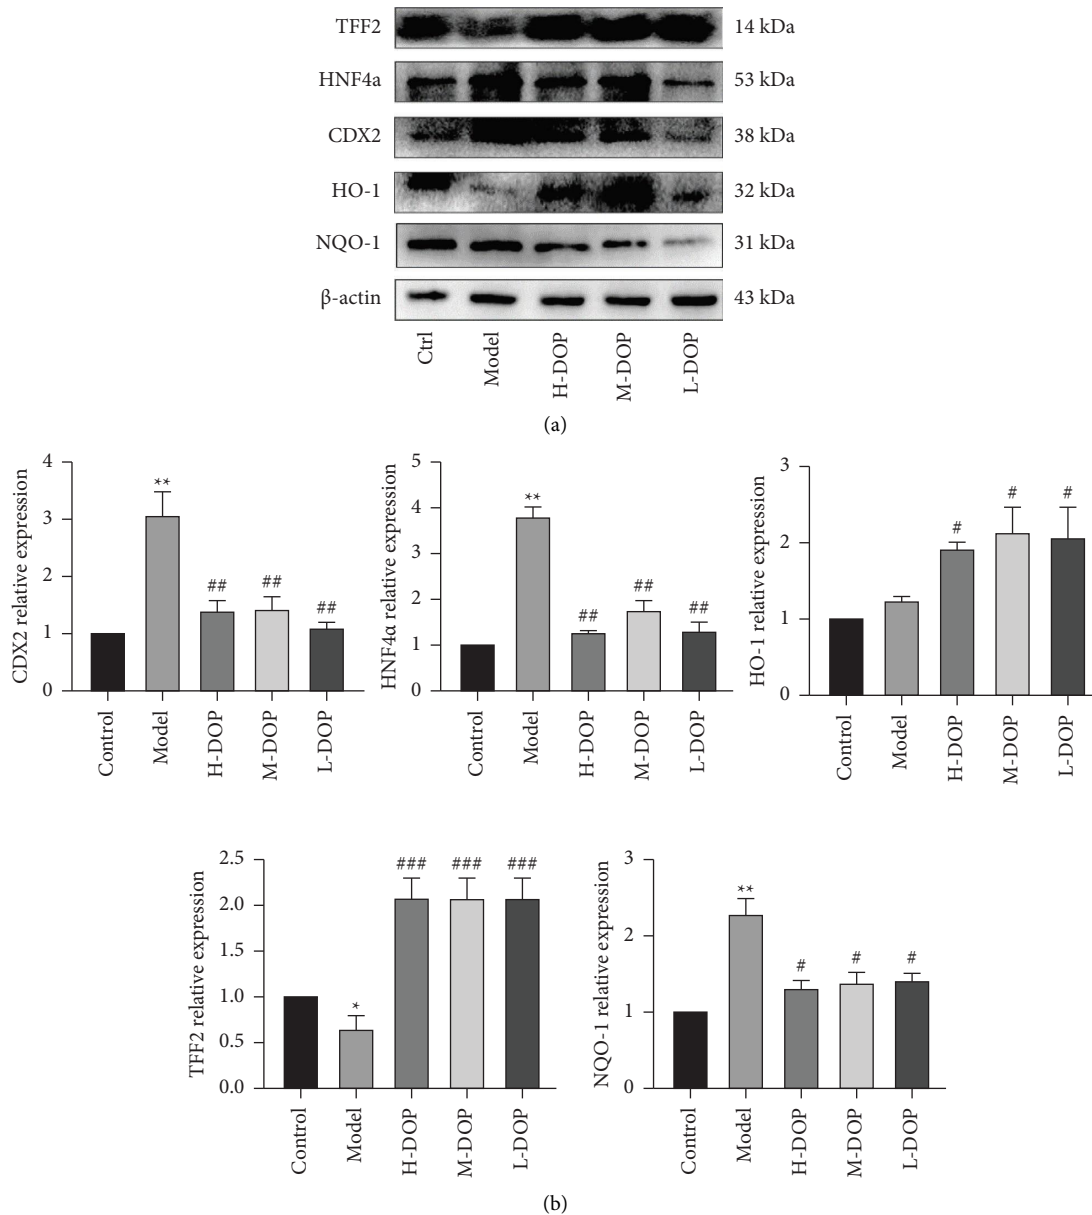 TFF2 14 kDa
HNF4a 53 kDa
CDX2 38 kDa
HO-1 32 kDa
NQO-1 31 kDa
β-actin 43 kDa
Ctrl Model H-DOP M-DOP L-DOP
(a)
CDX2 relative expression
4
3
2
1
0
** ## ## ##
Control Model H-DOP M-DOP L-DOP
HNF4α relative expression
5
4
3
2
1
0
** ## ## ##
Control Model H-DOP M-DOP L-DOP
HO-1 relative expression
3
2
1
0
# # #
Control Model H-DOP M-DOP L-DOP
TFF2 relative expression
2.5
2.0
1.5
1.0
0.5
0.0
* ### ### ###
Control Model H-DOP M-DOP L-DOP
NQO-1 relative expression
3
2
1
0
** # # #
Control Model H-DOP M-DOP L-DOP
(b)